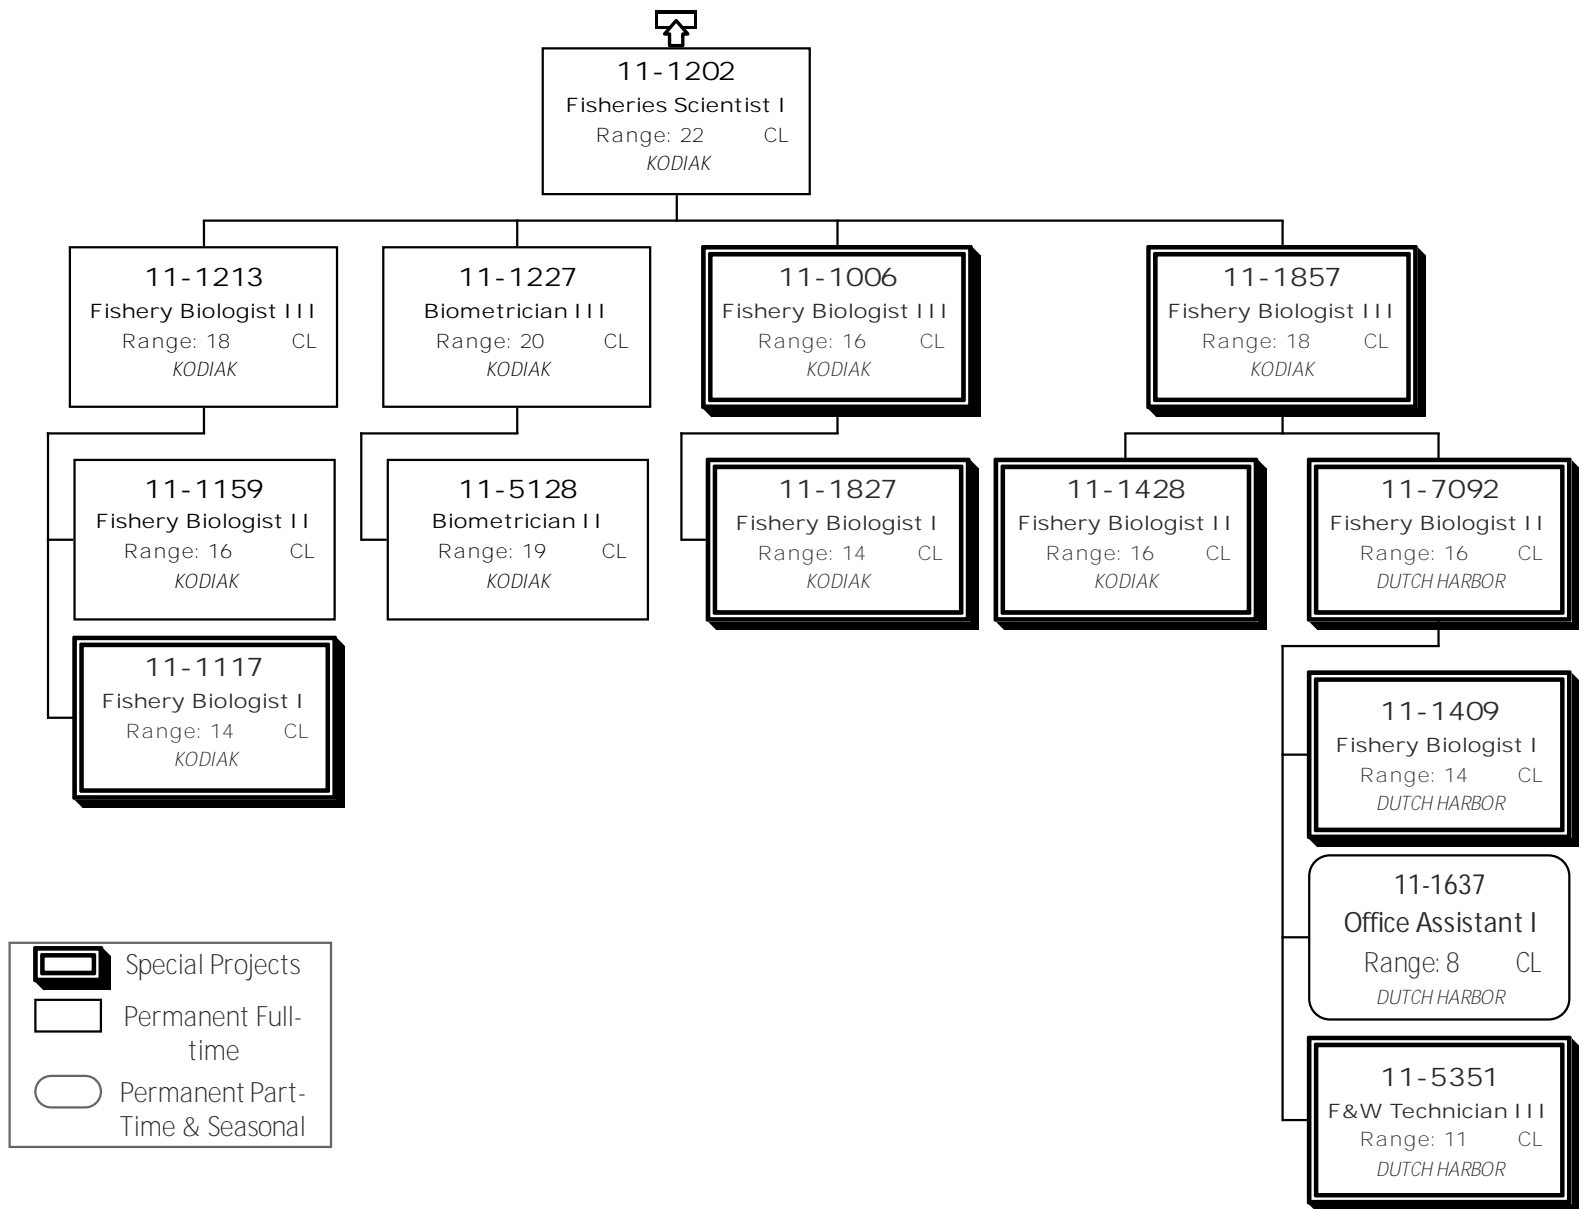 11-1202
Fisheries Scientist I
Range: 22 CL
KODIAK
11-1213
Fishery Biologist III
Range: 18 CL
KODIAK
11-1227
Biometrician III
Range: 20 CL
KODIAK
11-1006
Fishery Biologist III
Range: 16 CL
KODIAK
11-1857
Fishery Biologist III
Range: 18 CL
KODIAK
11-1159
Fishery Biologist II
Range: 16 CL
KODIAK
11-5128
Biometrician II
Range: 19 CL
KODIAK
11-1827
Fishery Biologist I
Range: 14 CL
KODIAK
11-1428
Fishery Biologist II
Range: 16 CL
KODIAK
11-7092
Fishery Biologist II
Range: 16 CL
DUTCH HARBOR
11-1117
Fishery Biologist I
Range: 14 CL
KODIAK
11-1409
Fishery Biologist I
Range: 14 CL
DUTCH HARBOR
11-1637
Office Assistant I
Range: 8 CL
DUTCH HARBOR
11-5351
F&W Technician III
Range: 11 CL
DUTCH HARBOR
Special Projects
Permanent Full-
time
Permanent Part-
Time & Seasonal